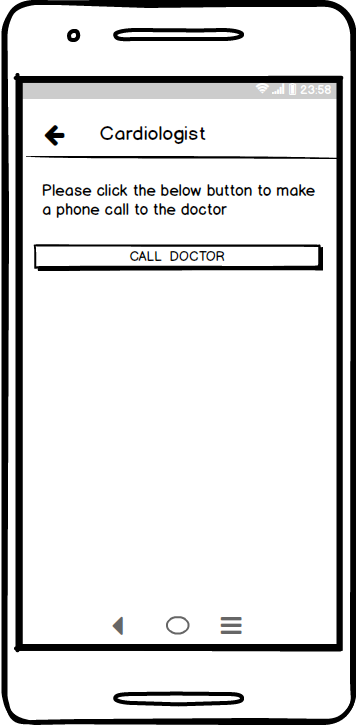 23:58
Cardiologist
Please click the below button to make
a phone call to the doctor
CALL DOCTOR